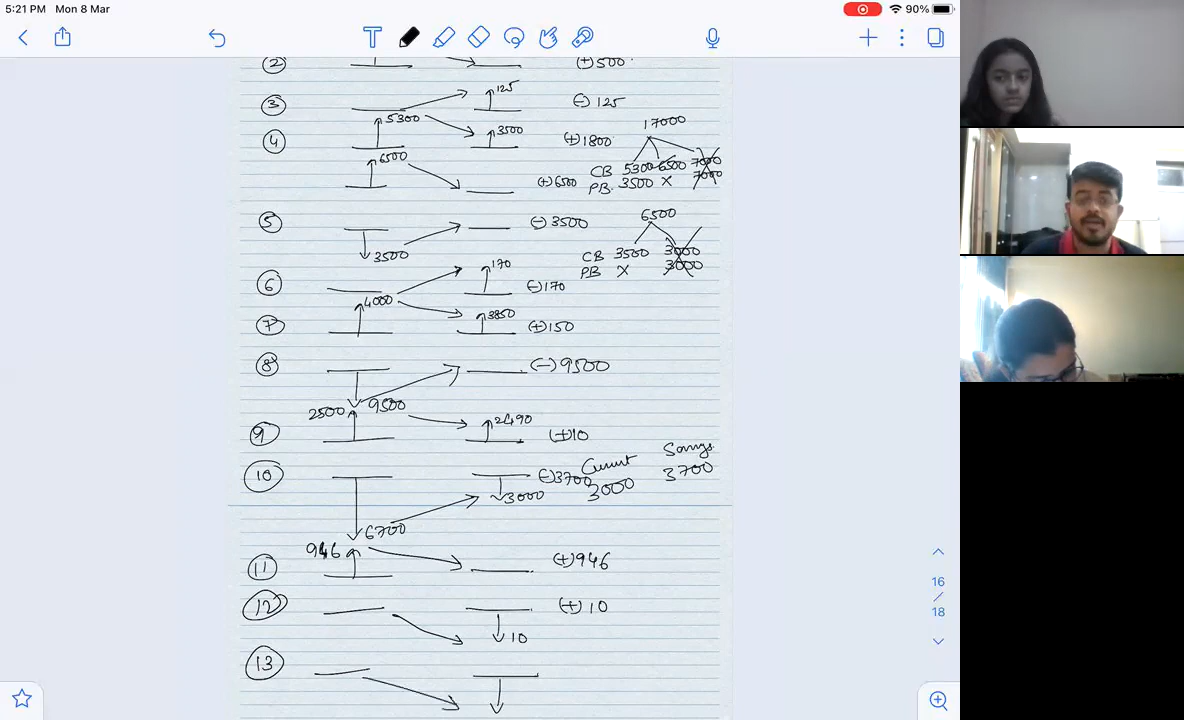 5:21 PM Mon 8 Mar
90%
T
② (+)500
③ 125 (-) 125
④ 5300 3500 (+)1800 17000
6500 CB 5300 6500 7000
(+)6500 PB. 3500 X 7000
⑤ (-)3500 6500
3500 CB 3500 3000
PB X 3000
⑥ 170 (-)170
⑦ 4000 3850 (+)150
⑧ (-)9500
2500 9500
⑨ 2490 (+)10
⑩ (-)3700 Current Savings
3000 3000 3700
6700
946
⑪ (+)946
⑫ (+)10
10
⑬
16
/
18